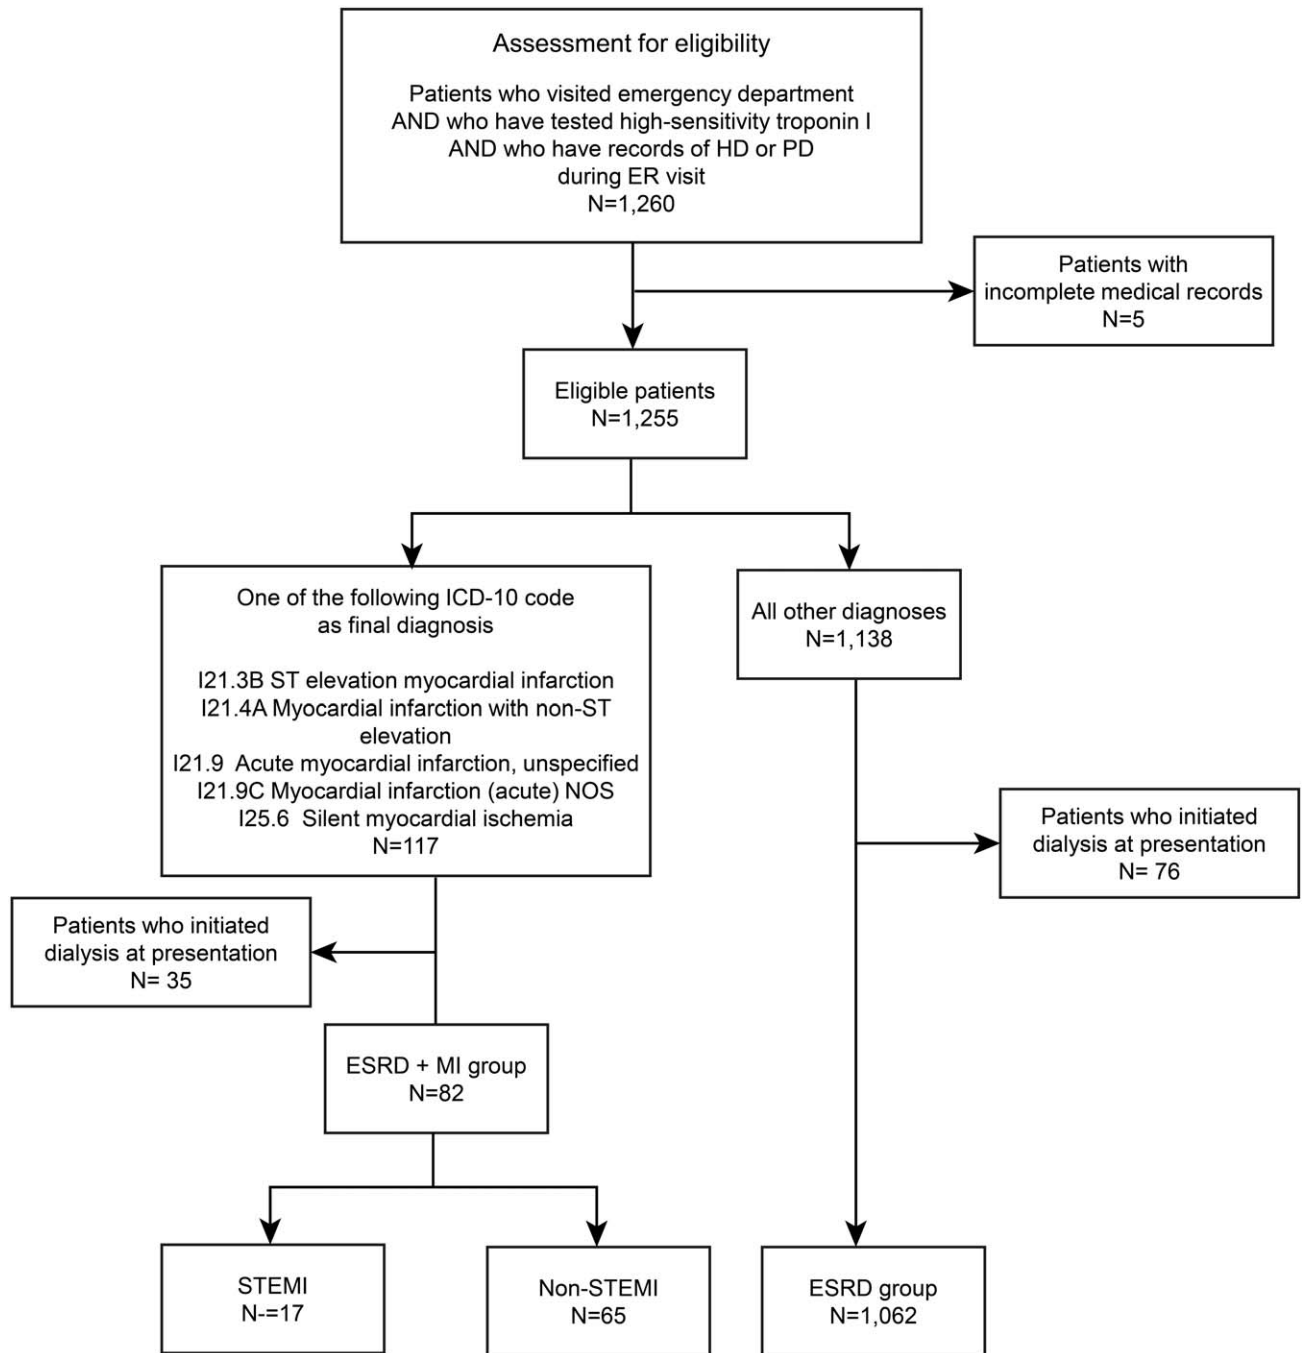 Assessment for eligibility
Patients who visited emergency department
AND who have tested high-sensitivity troponin I
AND who have records of HD or PD
during ER visit
N=1,260
Patients with
incomplete medical records
N=5
Eligible patients
N=1,255
One of the following ICD-10 code
as final diagnosis
I21.3B ST elevation myocardial infarction
I21.4A Myocardial infarction with non-ST
elevation
I21.9  Acute myocardial infarction, unspecified
I21.9C Myocardial infarction (acute) NOS
I25.6  Silent myocardial ischemia
N=117
All other diagnoses
N=1,138
Patients who initiated
dialysis at presentation
N= 76
Patients who initiated
dialysis at presentation
N= 35
ESRD + MI group
N=82
STEMI
N-=17
Non-STEMI
N=65
ESRD group
N=1,062